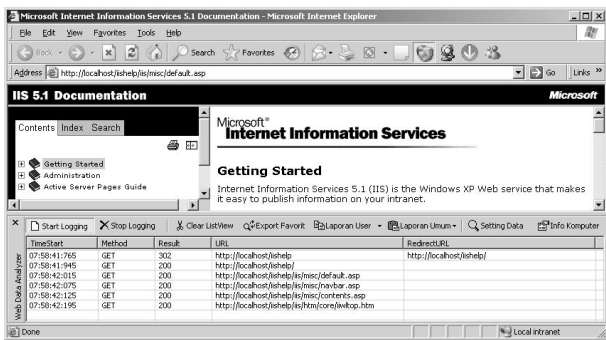 Microsoft Internet Information Services 5.1 Documentation - Microsoft Internet Explorer
File Edit View Favorites Tools Help
Back Search Favorites
Address http://localhost/iishelp/iis/misc/default.asp Go Links »
IIS 5.1 Documentation Microsoft
Contents Index Search
Getting Started
Administration
Active Server Pages Guide
Microsoft®
Internet Information Services
Getting Started
Internet Information Services 5.1 (IIS) is the Windows XP Web service that makes
it easy to publish information on your intranet.
Web Data Analyzer
Start Logging Stop Logging Clear ListView Export Favorit Laporan User Laporan Umum Setting Data Info Komputer
TimeStart Method Result URL RedirectURL
07:58:41:765 GET 302 http://localhost/iishelp http://localhost/iishelp/
07:58:41:945 GET 200 http://localhost/iishelp/
07:58:42:015 GET 200 http://localhost/iishelp/iis/misc/default.asp
07:58:42:075 GET 200 http://localhost/iishelp/iis/misc/navbar.asp
07:58:42:125 GET 200 http://localhost/iishelp/iis/misc/contents.asp
07:58:42:195 GET 200 http://localhost/iishelp/iis/htm/core/iiwltop.htm
Done Local intranet